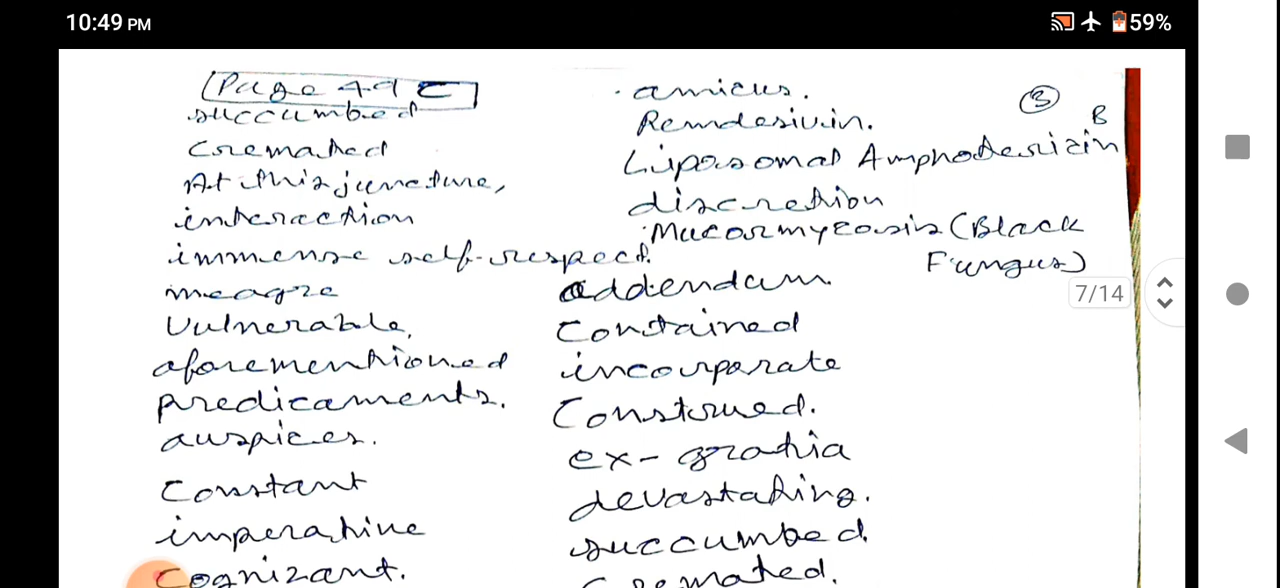 10:49 PM
59%
Page 49 C
succumbed
cremated
At this juncture,
interaction
immense self-respect.
meagre
vulnerable,
aforementioned
predicaments.
auspices.
Constant
imperative
Cognizant.
amicus.
Remdesivir.
Liposomal Amphotericin B
discretion
Mucormycosis (Black
Fungus)
addendum
Contained
incorporate
Construed.
ex-gratia
devastating.
succumbed.
Cremated.
3
7/14